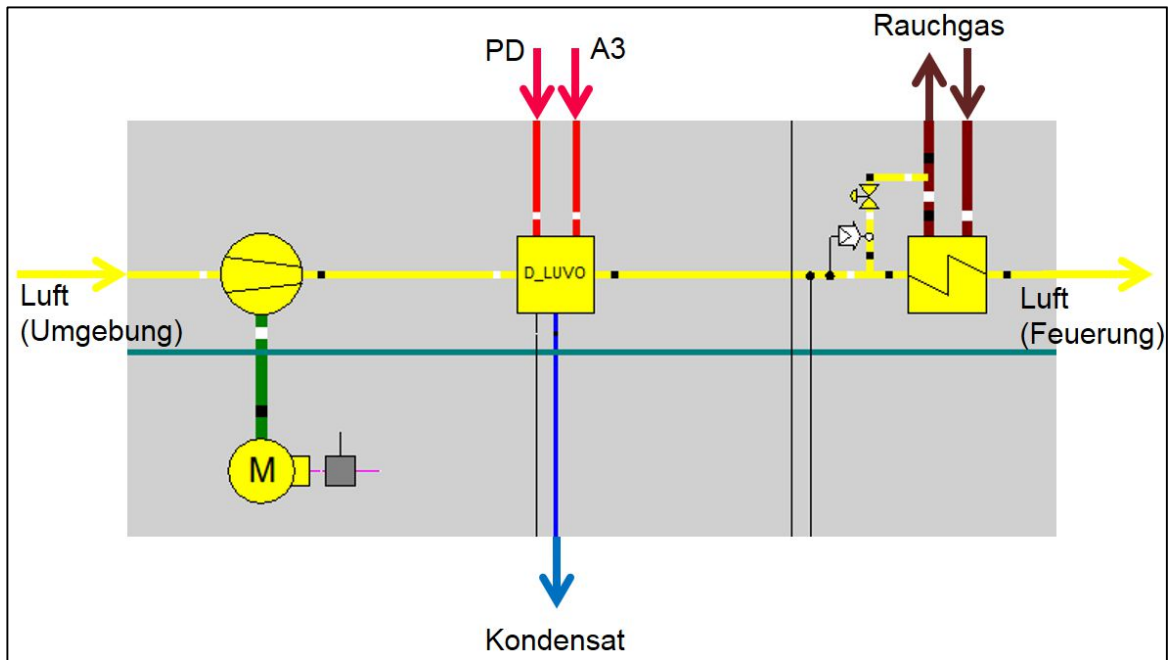 Rauchgas
PD
A3
D_LUVO
Luft
(Umgebung)
Luft
(Feuerung)
M
Kondensat